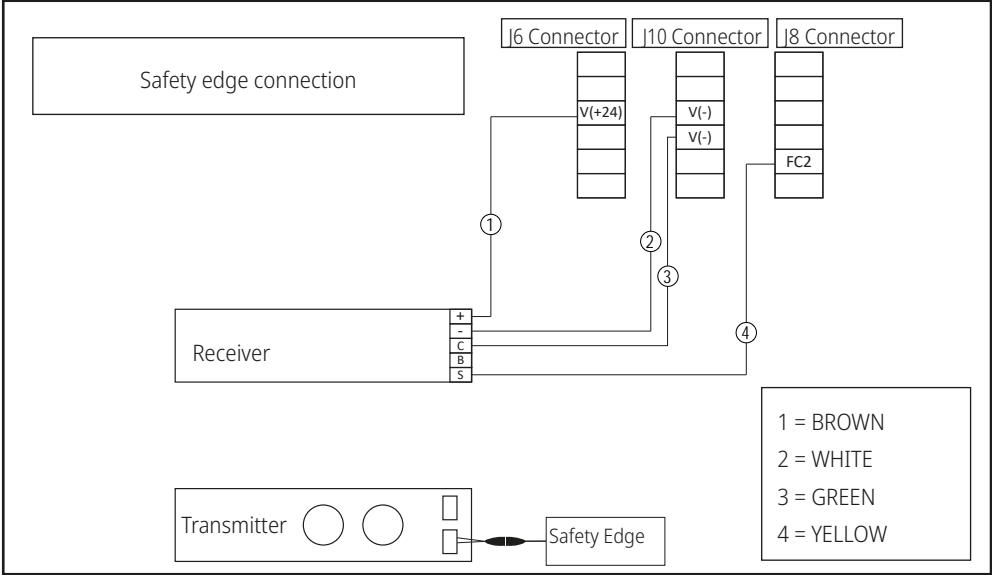 J6 Connector
J10 Connector
J8 Connector
Safety edge connection
V(+24)
V(-)
V(-)
FC2
1
2
3
4
Receiver
+
-
C
B
S
1 = BROWN
2 = WHITE
3 = GREEN
4 = YELLOW
Transmitter
Safety Edge